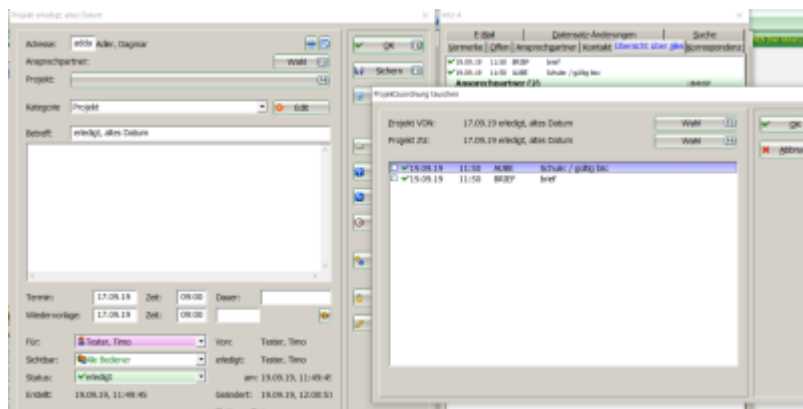 Projekt erledigt, altes Datum
Adresse: adda Adler, Dagmar
Ansprechpartner: Wahl
Projekt:
Kategorie Projekt Edit
Betreff: erledigt, altes Datum
Termin: 17.09.19 Zeit: 09:00 Dauer:
Wiedervorlage: 17.09.19 Zeit: 09:00
Für: Tester, Timo Von: Tester, Timo
Sichtbar: Alle Bediener erledigt: Tester, Timo
Status: erledigt am: 19.09.19, 11:49:45
Erstellt: 19.09.19, 11:49:45 Geändert: 19.09.19, 12:00:51
OK
Sichern
E-Mail Datensatz-Änderungen Suche
Vermerke Offen Ansprechpartner Kontakt Übersicht über alles Korrespondenz
19.09.19 11:50 BRIEF brief
19.09.19 11:50 AUBE Schule: / gültig bis:
Ansprechpartner
Projektzuordnung tauschen
Projekt VON: 17.09.19 erledigt, altes Datum Wahl
Projekt ZU: 17.09.19 erledigt, altes Datum Wahl
19.09.19 11:50 AUBE Schule: / gültig bis:
19.09.19 11:50 BRIEF brief
OK
Abbru